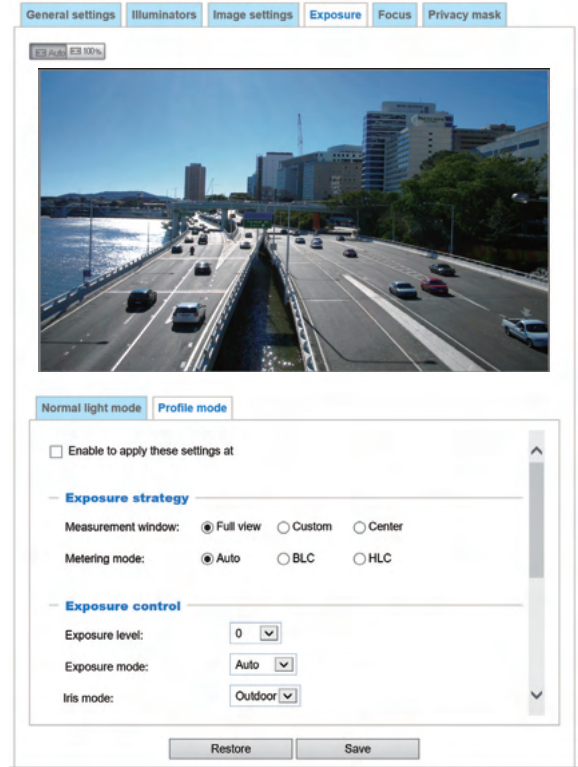 General settings Illuminators Image settings Exposure Focus Privacy mask
Auto 100%
Normal light mode Profile mode
Enable to apply these settings at
Exposure strategy
Measurement window: Full view Custom Center
Metering mode: Auto BLC HLC
Exposure control
Exposure level: 0
Exposure mode: Auto
Iris mode: Outdoor
Restore Save